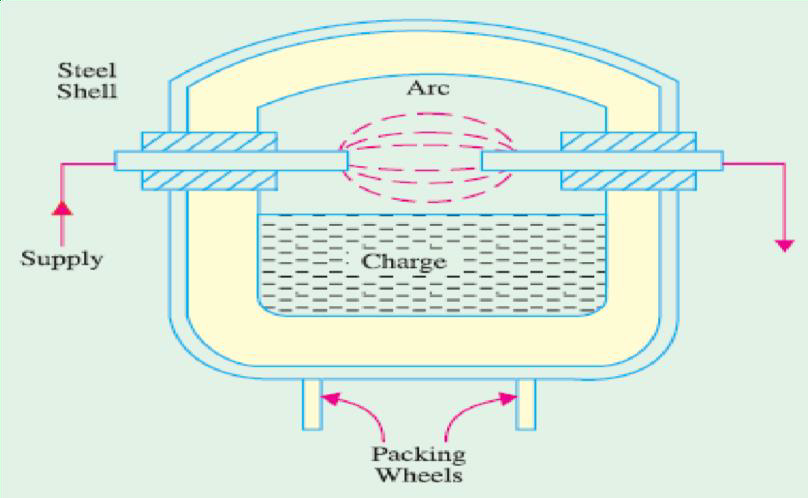 Steel
Shell
Arc
Supply
Charge
Packing
Wheels